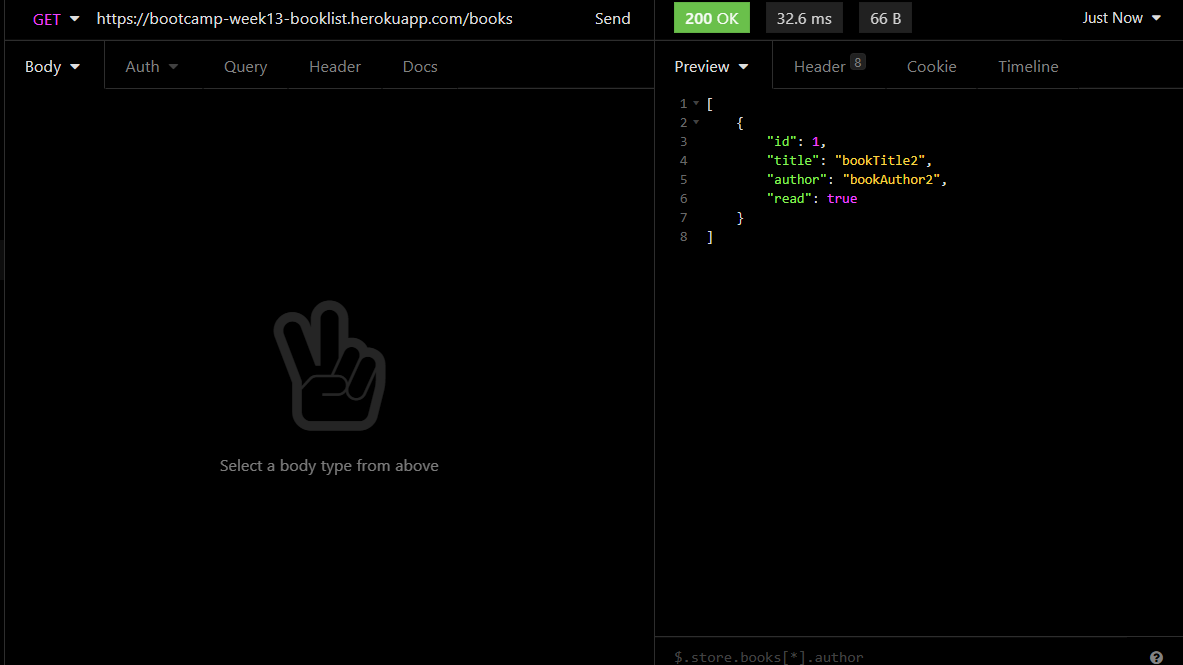 GET https://bootcamp-week13-booklist.herokuapp.com/books Send 200 OK 32.6 ms 66 B Just Now
Body Auth Query Header Docs
Preview Header 8 Cookie Timeline
1 [
2 {
3 "id": 1,
4 "title": "bookTitle2",
5 "author": "bookAuthor2",
6 "read": true
7 }
8 ]
Select a body type from above
$.store.books[*].author